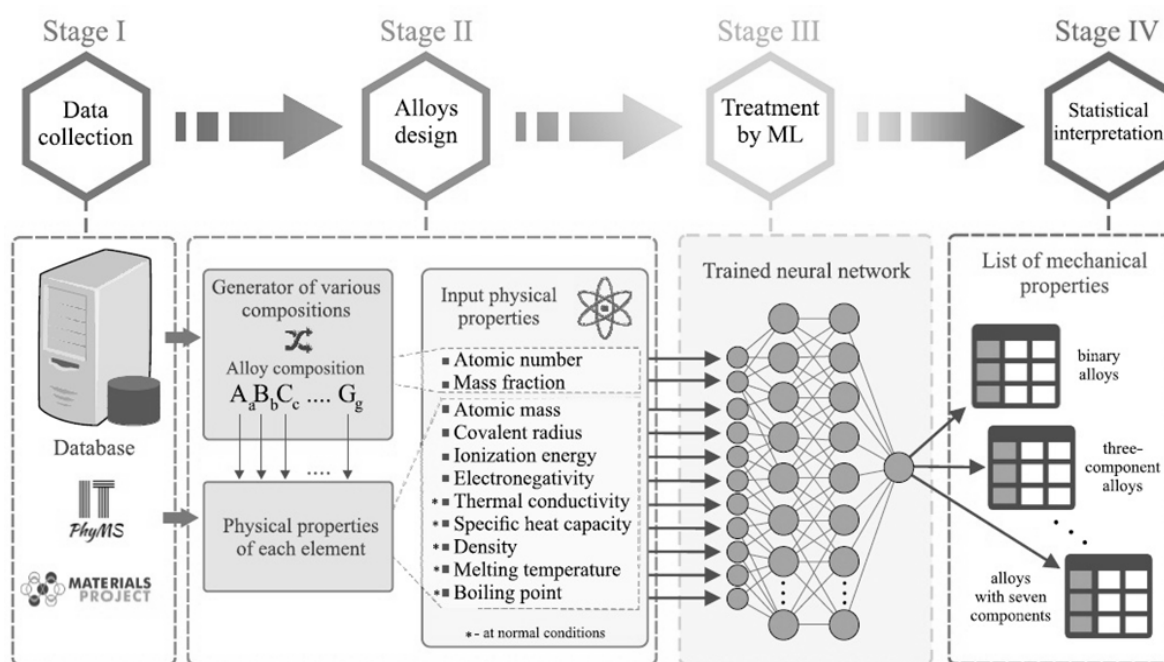 Stage I
Stage II
Stage III
Stage IV
Data
collection
Alloys
design
Treatment
by ML
Statistical
interpretation
Database
IT
PhyMS
MATERIALS
PROJECT
Generator of various
compositions
Alloy composition
AaBbCc .... Gg
....
Physical properties
of each element
Input physical
properties
■ Atomic number
■ Mass fraction
■ Atomic mass
■ Covalent radius
■ Ionization energy
■ Electronegativity
*■ Thermal conductivity
*■ Specific heat capacity
*■ Density
*■ Melting temperature
*■ Boiling point
*- at normal conditions
Trained neural network
List of mechanical
properties
binary
alloys
three-
component
alloys
alloys
with seven
components